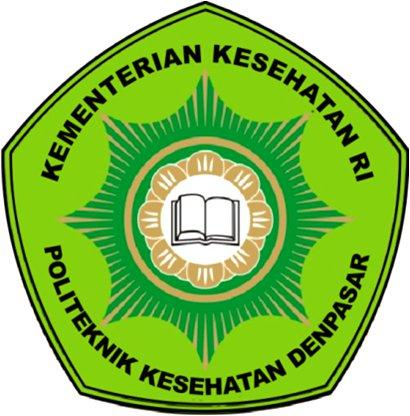 KEMENTERIAN KESEHATAN RI
POLITEKNIK KESEHATAN DENPASAR